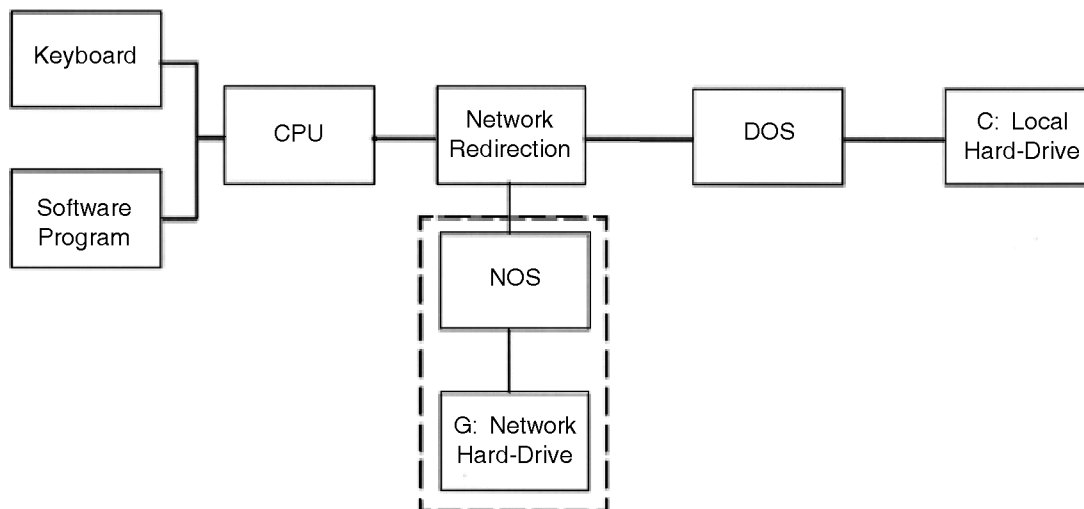 Keyboard
Software
Program
CPU
Network
Redirection
DOS
C: Local
Hard-Drive
NOS
G: Network
Hard-Drive